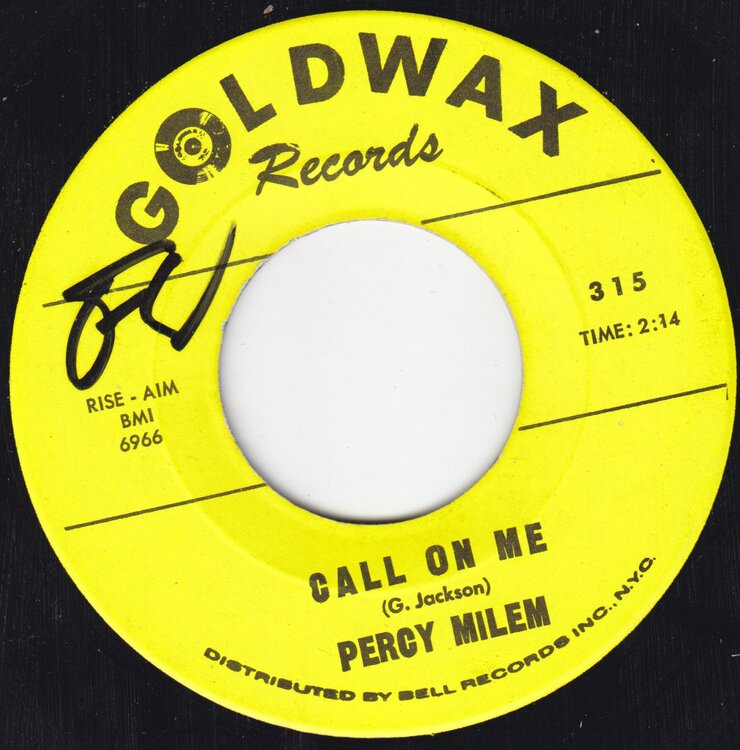 GOLDWAX
Records
315
TIME: 2:14
RISE - AIM
BMI
6966
CALL ON ME
(G. Jackson)
PERCY MILEM
DISTRIBUTED BY BELL RECORDS INC., N.Y.C.